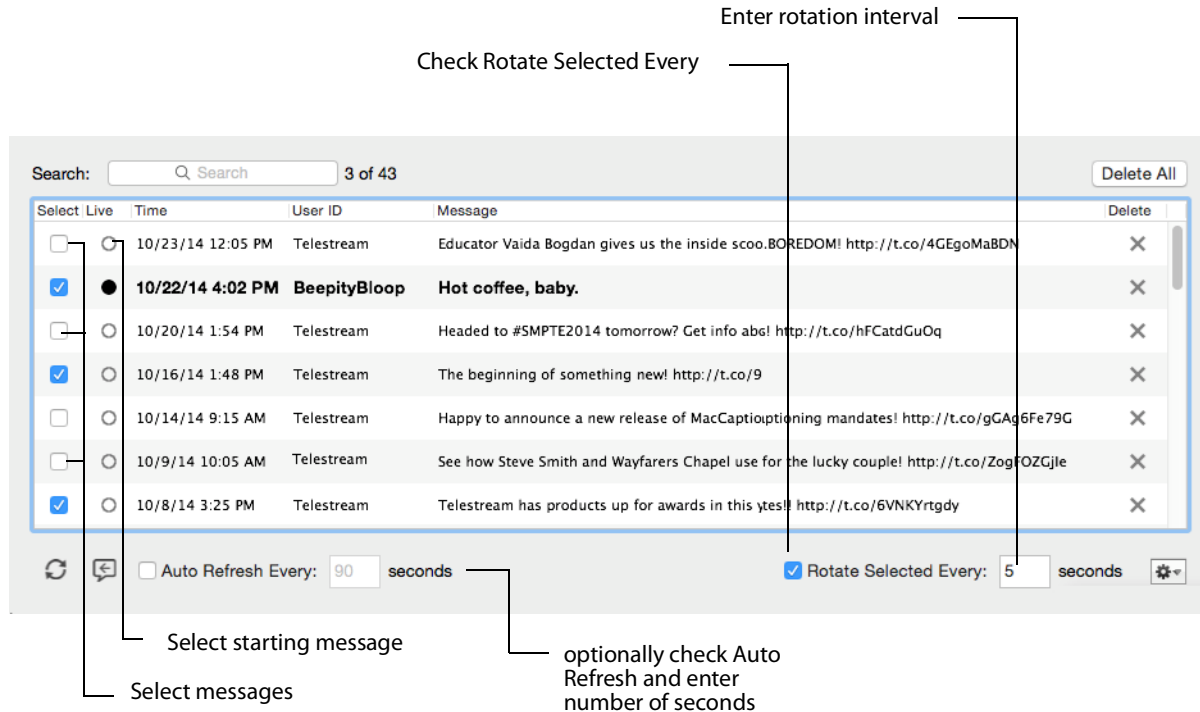 Enter rotation interval
Check Rotate Selected Every
Search: Search 3 of 43 Delete All
Select Live Time User ID Message Delete
10/23/14 12:05 PM Telestream Educator Vaida Bogdan gives us the inside scoo.BOREDOM! http://t.co/4GEgoMaBDN
10/22/14 4:02 PM BeepityBloop Hot coffee, baby.
10/20/14 1:54 PM Telestream Headed to #SMPTE2014 tomorrow? Get info abo! http://t.co/hFCatdGuOq
10/16/14 1:48 PM Telestream The beginning of something new! http://t.co/9
10/14/14 9:15 AM Telestream Happy to announce a new release of MacCaptiouptioning mandates! http://t.co/gGAg6Fe79G
10/9/14 10:05 AM Telestream See how Steve Smith and Wayfarers Chapel use for the lucky couple! http://t.co/ZogFOZGjle
10/8/14 3:25 PM Telestream Telestream has products up for awards in this ytes!! http://t.co/6VNKYrtgdy
Auto Refresh Every: 90 seconds Rotate Selected Every: 5 seconds
Select starting message
optionally check Auto
Refresh and enter
number of seconds
Select messages